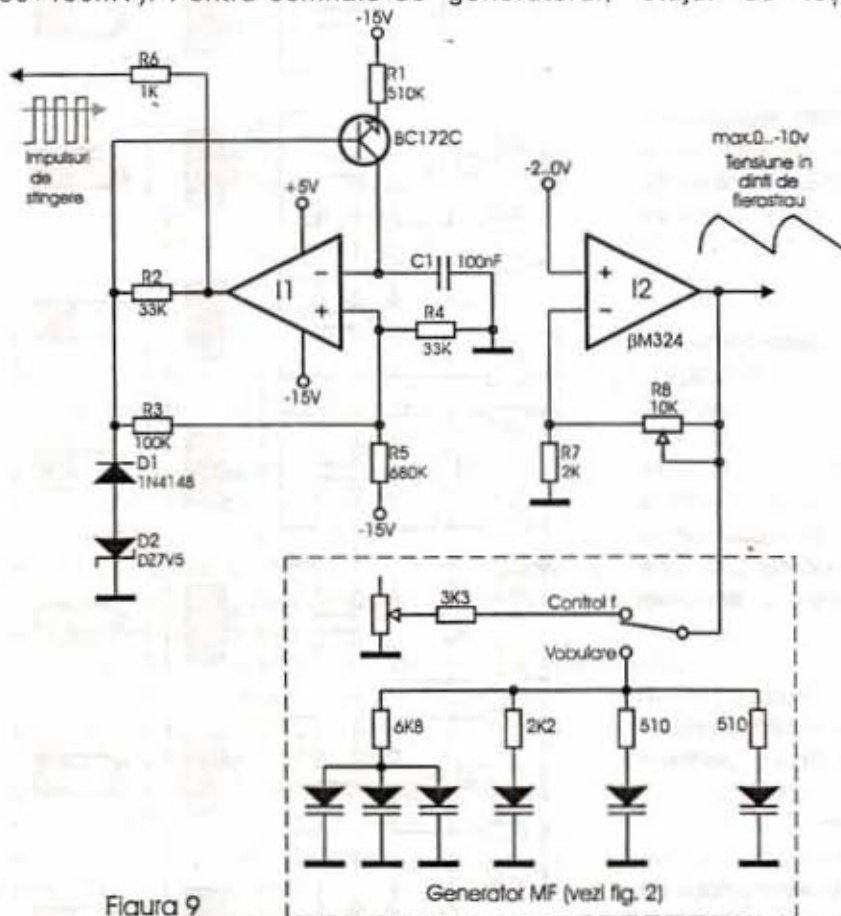 generatorul,
-15V
R6
1K
R1
510K
BC172C
Impulsuri
de
stingere
+5V
max.0...-10v
Tensiune in
dinti de
fierastrau
-2...0V
R2
33K
I1
-
+
C1
100nF
R4
33K
I2
+
-
βM324
-15V
R3
100K
R5
680K
R8
10K
R7
2K
D1
1N4148
-15V
D2
DZ7V5
3K3
Control f
Vobulare
6K8
2K2
510
510
Generator MF (vezi fig. 2)
Figura 9